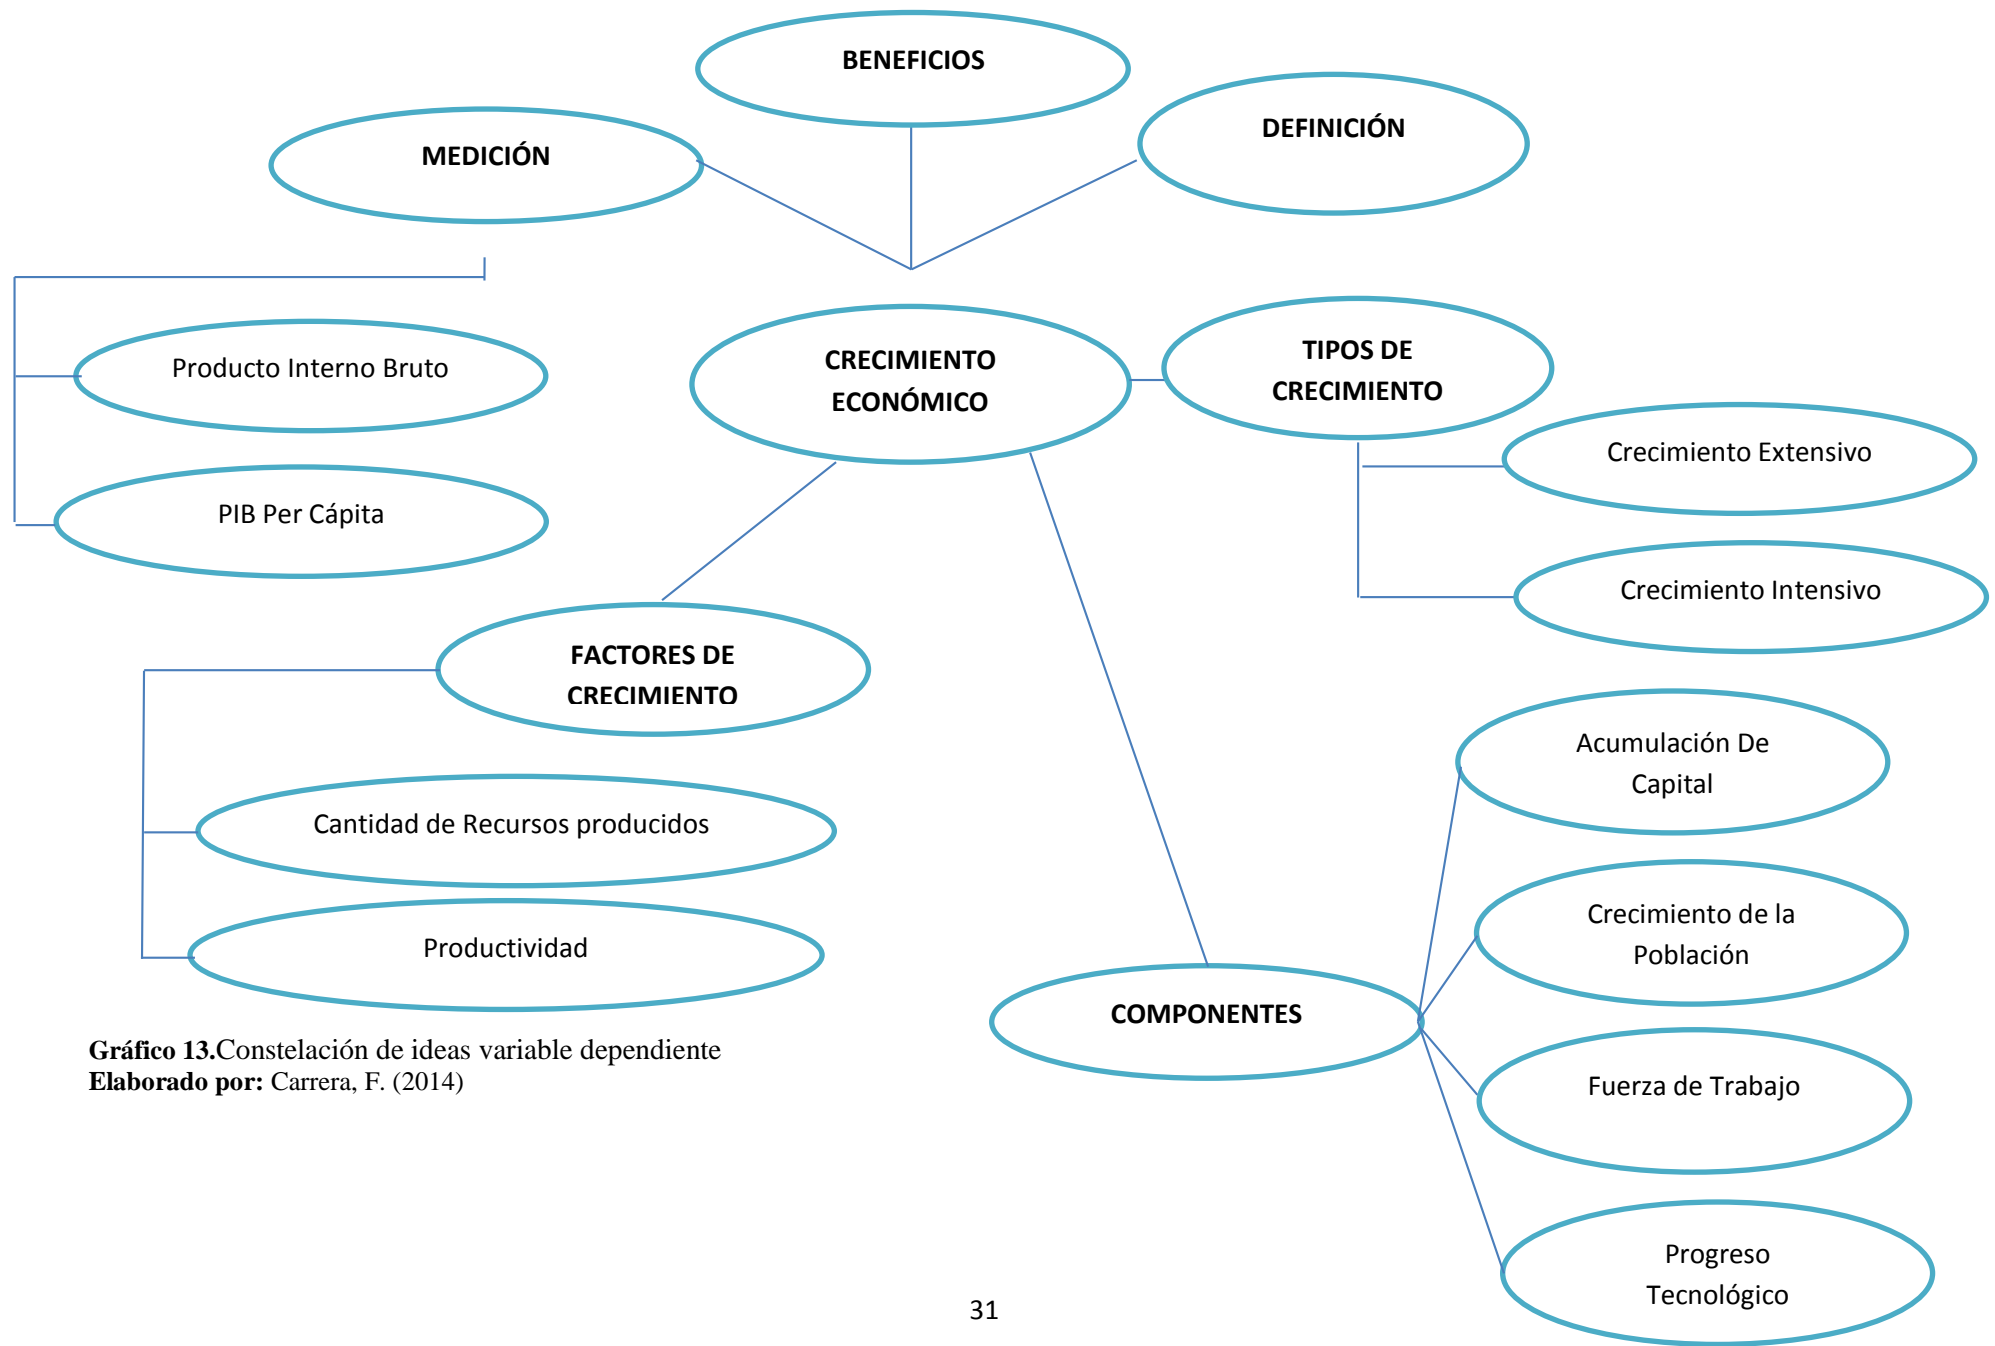 BENEFICIOS
DEFINICIÓN
MEDICIÓN
CRECIMIENTO
ECONÓMICO
TIPOS DE
CRECIMIENTO
Producto Interno Bruto
PIB Per Cápita
Crecimiento Extensivo
Crecimiento Intensivo
FACTORES DE
CRECIMIENTO
Cantidad de Recursos producidos
Productividad
Acumulación De
Capital
Crecimiento de la
Población
COMPONENTES
Fuerza de Trabajo
Progreso
Tecnológico
Gráfico 13.Constelación de ideas variable dependiente
Elaborado por: Carrera, F. (2014)
31